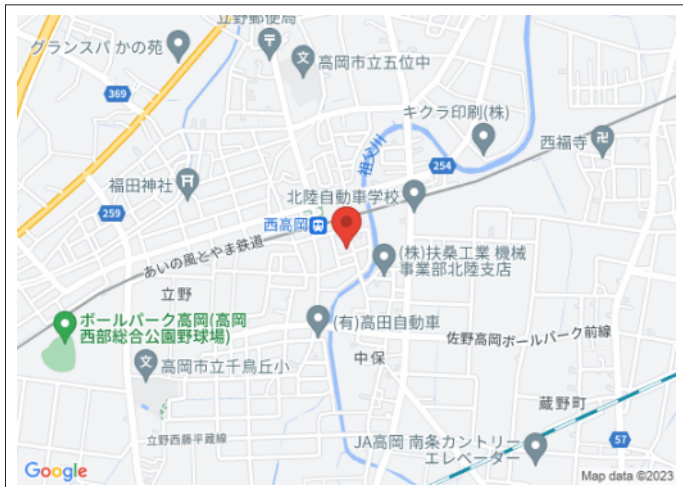 立野郵便局
グランスパ かの苑
高岡市立五位中
369
キクラ印刷(株)
祖父川
西福寺
254
北陸自動車学校
福田神社
259
西高岡
あいの風とやま鉄道
(株)扶桑工業 機械
事業部北陸支店
立野
ボールパーク高岡(高岡
西部総合公園野球場)
(有)高田自動車
佐野高岡ボールパーク前線
中保
高岡市立千鳥丘小
蔵野町
立野西藤平蔵線
57
JA高岡 南条カントリー
エレベーター
Google
Map data ©2023